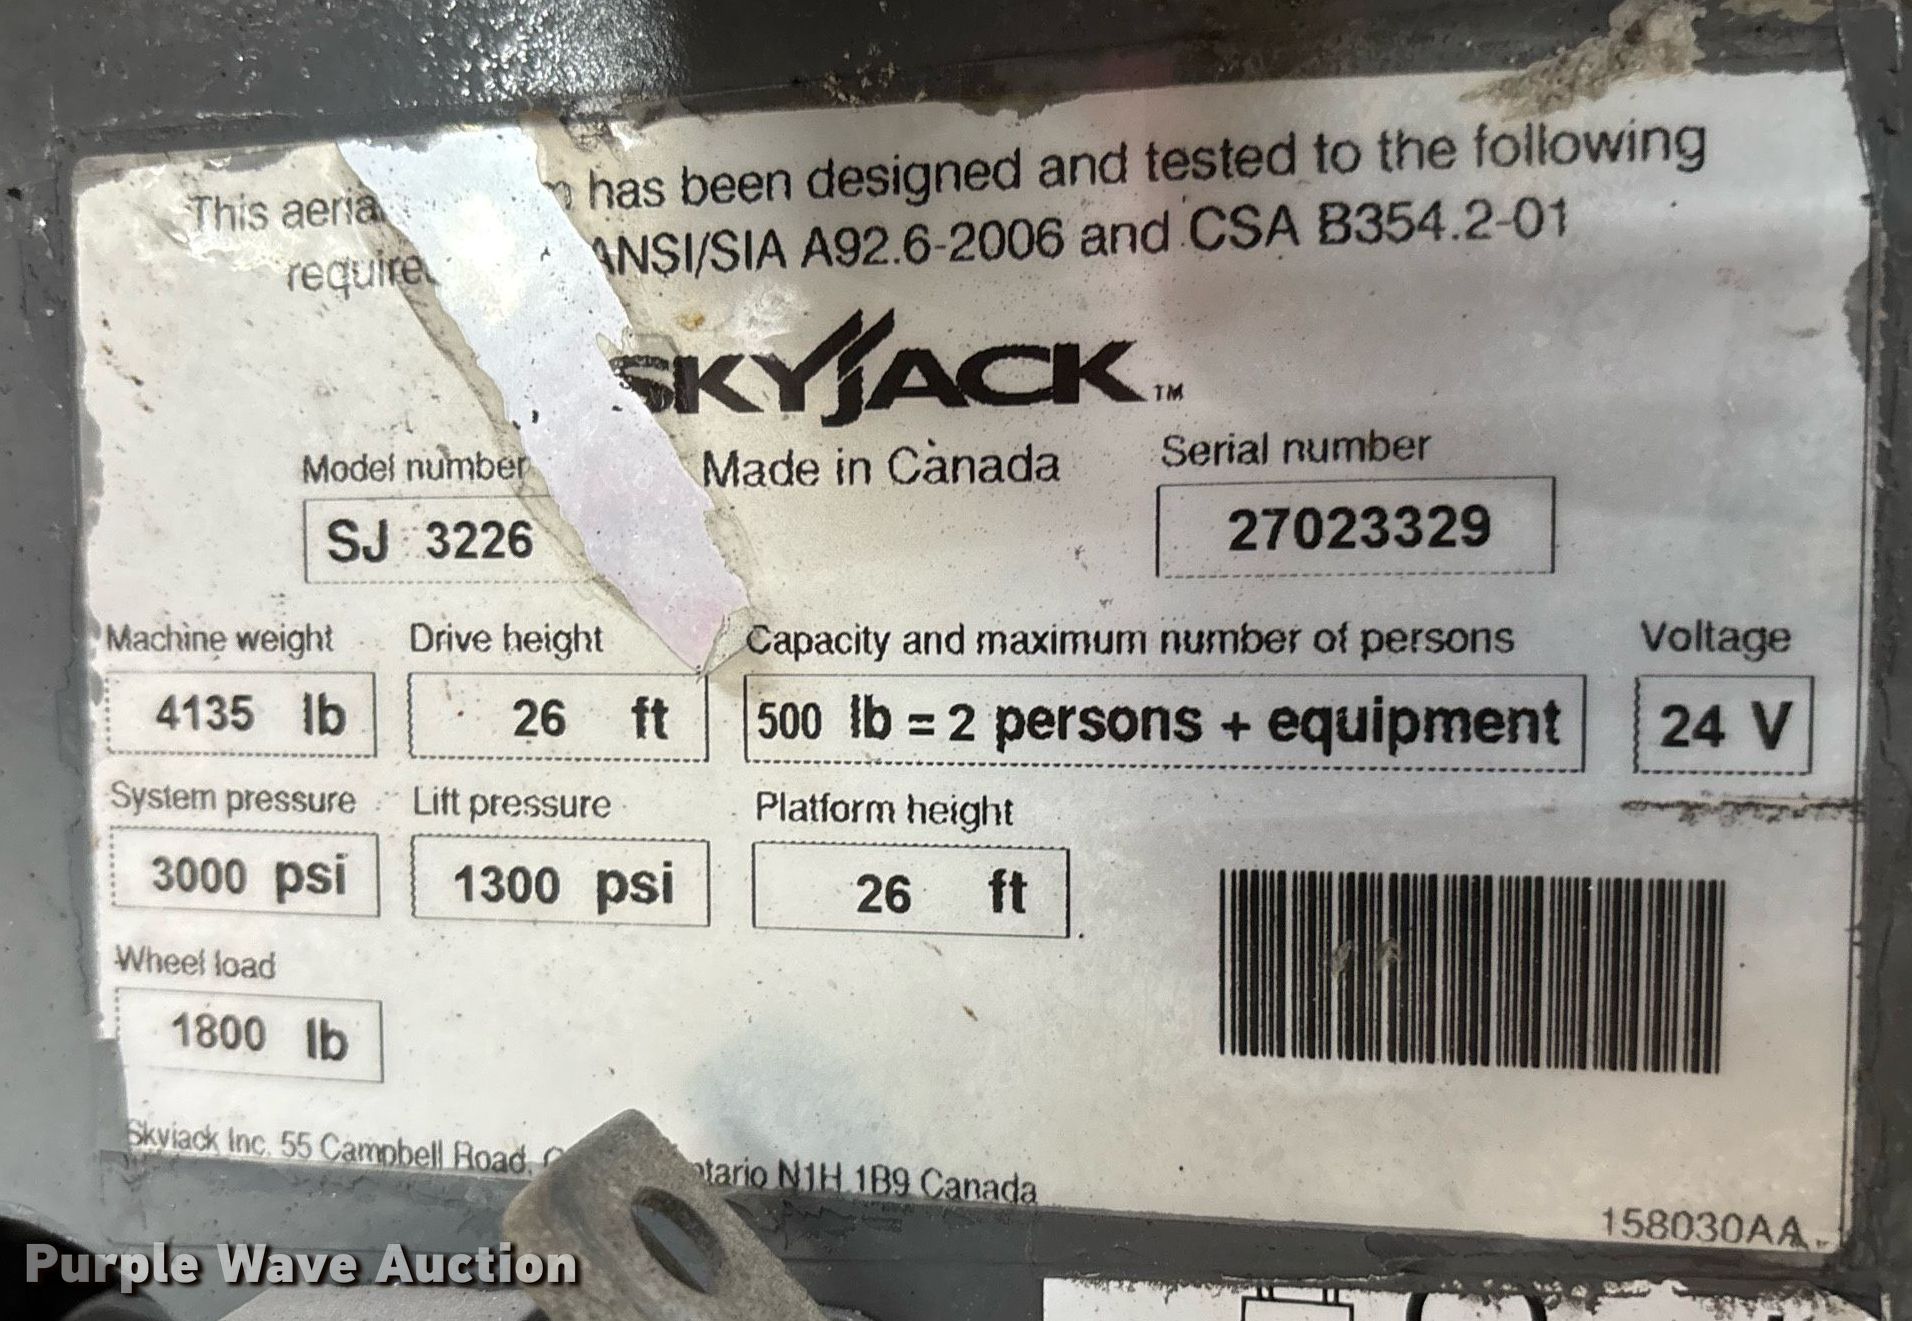 This aerial has been designed and tested to the following
ANSI/SIA A92.6-2006 and CSA B354.2-01
SKYJACK™
Model number
Made in Canada
Serial number
SJ 3226
27023329
Machine weight
Drive height
Capacity and maximum number of persons
Voltage
4135 lb
26 ft
500 lb = 2 persons + equipment
24 V
System pressure
Lift pressure
Platform height
3000 psi
1300 psi
26 ft
Wheel load
1800 lb
Skyjack Inc. 55 Campbell Road, N1H 1B9 Canada
158030AA
Purple Wave Auction